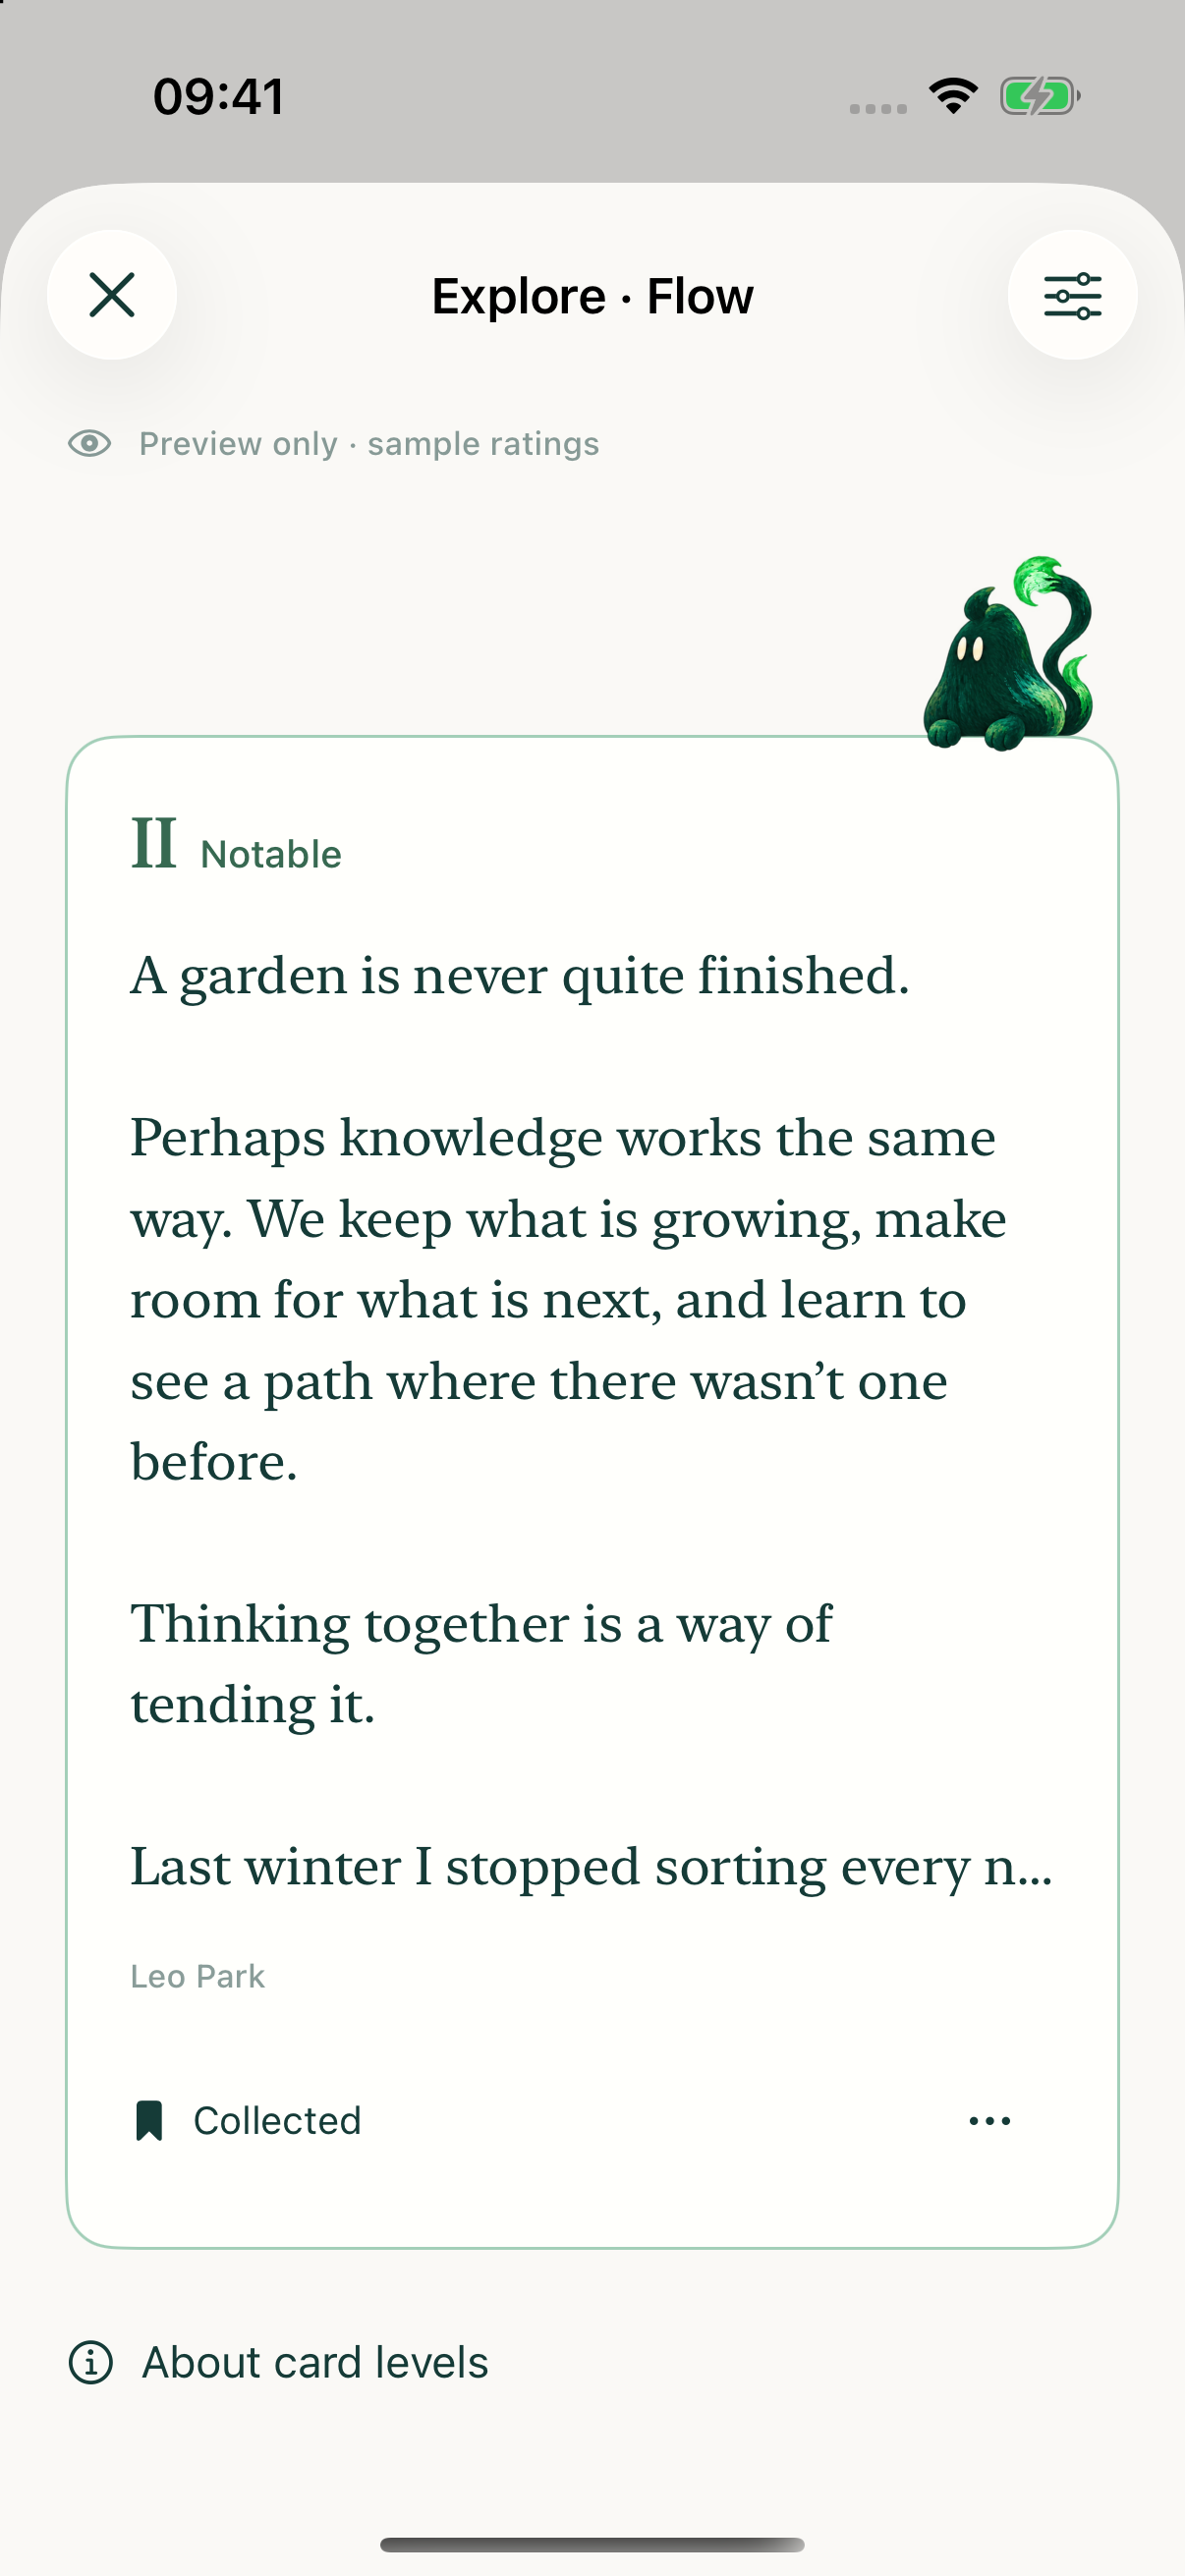 09:41
Explore · Flow
Preview only · sample ratings
II Notable
A garden is never quite finished.
Perhaps knowledge works the same
way. We keep what is growing, make
room for what is next, and learn to
see a path where there wasn’t one
before.
Thinking together is a way of
tending it.
Last winter I stopped sorting every n...
Leo Park
Collected
About card levels